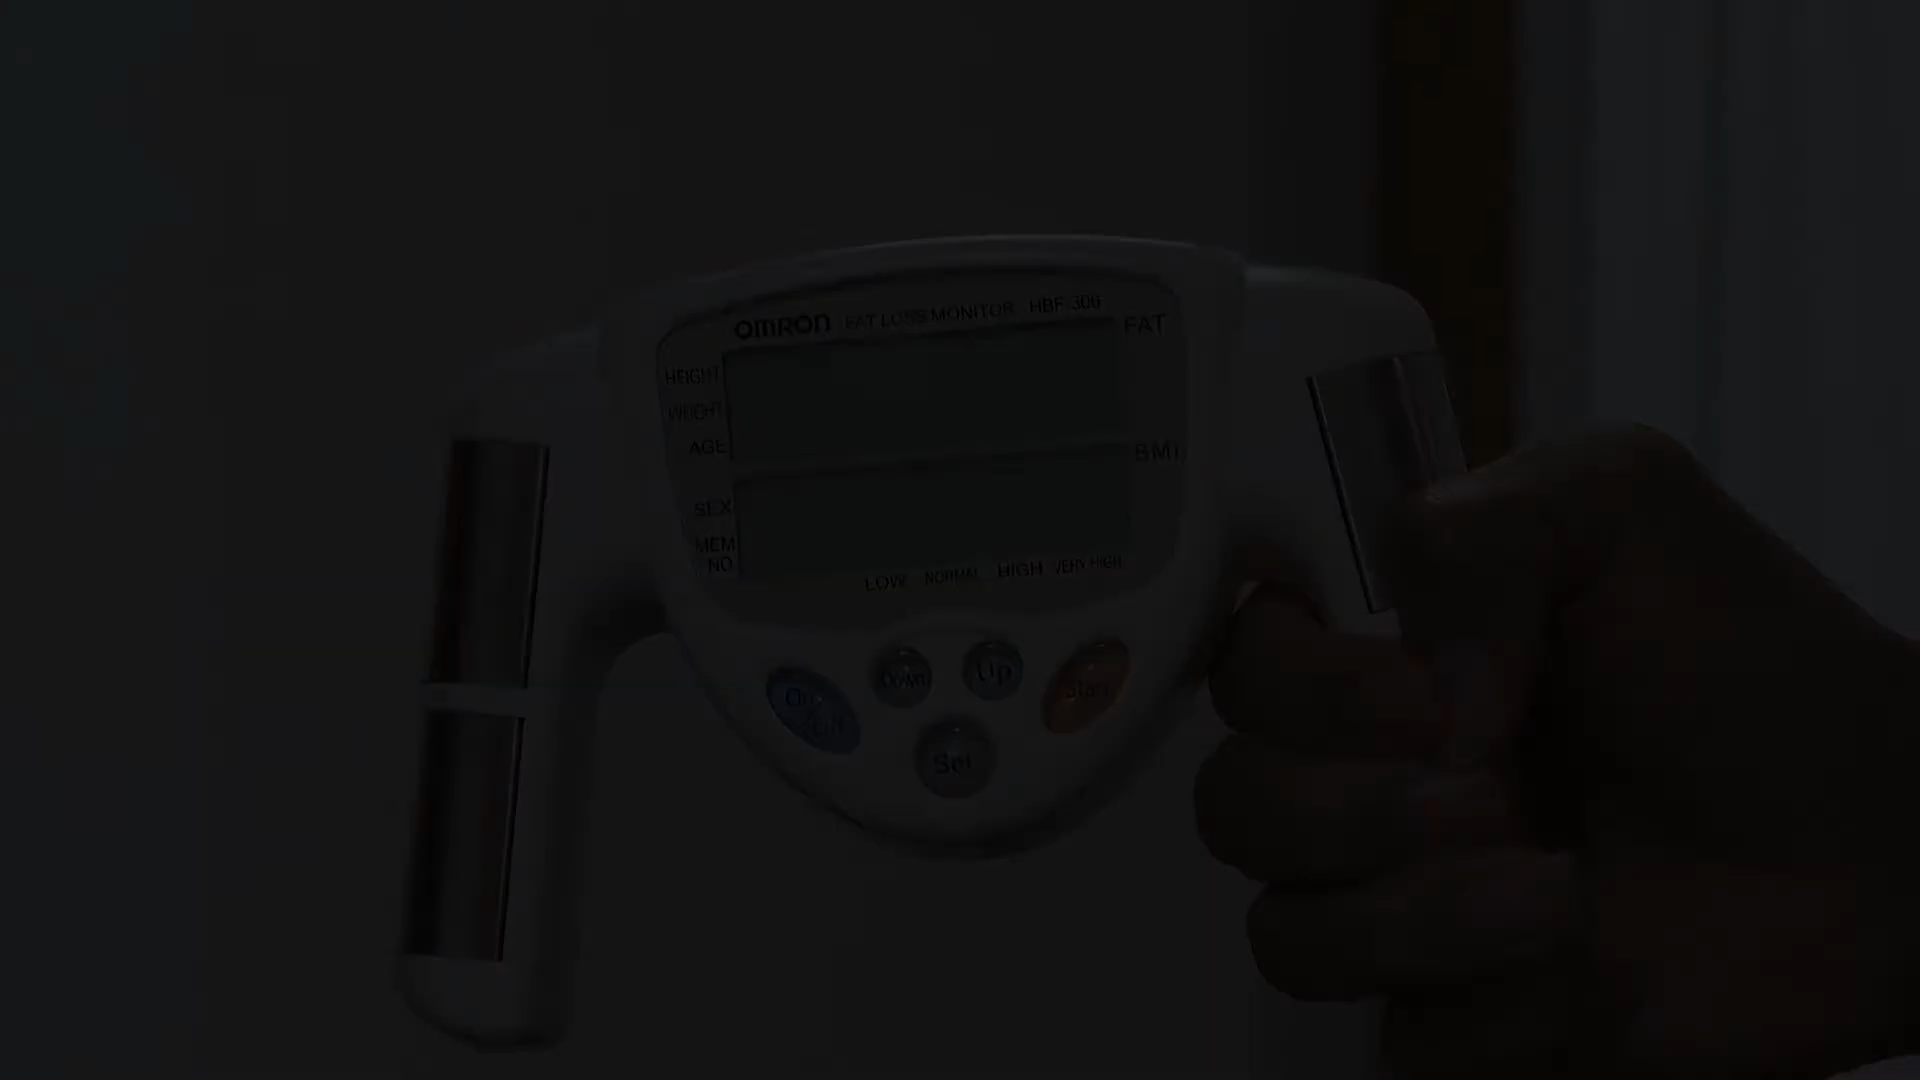 OMRON FAT LOSS MONITOR HBF-306
FAT
HEIGHT
WEIGHT
AGE
BMI
SEX
MEM
NO
LOW NORMAL HIGH VERY HIGH
On
/Off
Down
Up
Start
Set